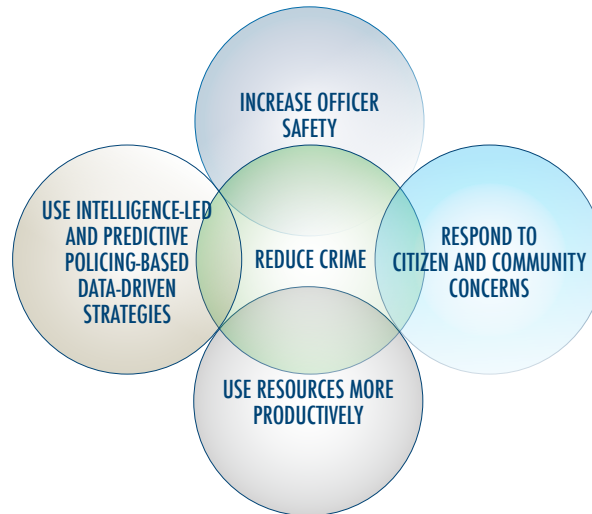 INCREASE OFFICER
SAFETY
USE INTELLIGENCE-LED
AND PREDICTIVE
POLICING-BASED
DATA-DRIVEN
STRATEGIES
REDUCE CRIME
RESPOND TO
CITIZEN AND COMMUNITY
CONCERNS
USE RESOURCES MORE
PRODUCTIVELY